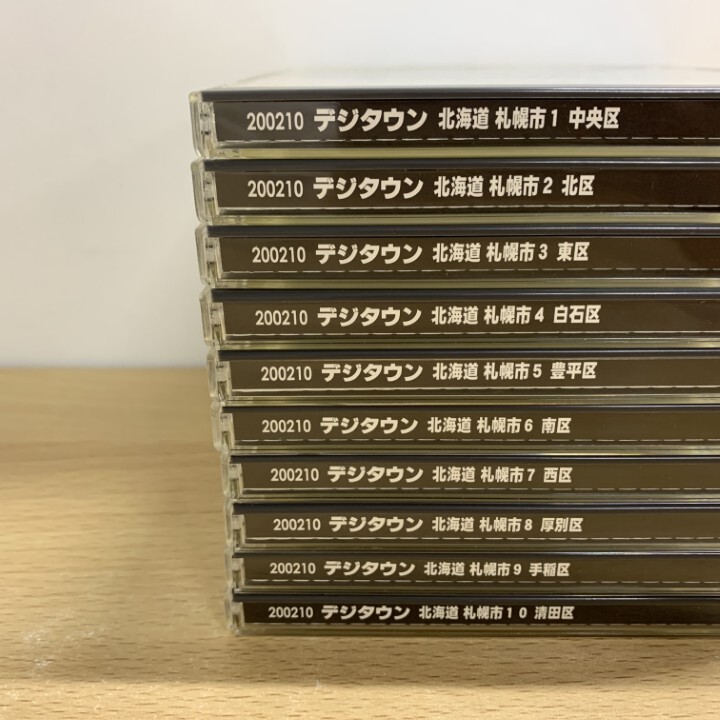 200210 デジタウン 北海道 札幌市1 中央区
200210 デジタウン 北海道 札幌市2 北区
200210 デジタウン 北海道 札幌市3 東区
200210 デジタウン 北海道 札幌市4 白石区
200210 デジタウン 北海道 札幌市5 豊平区
200210 デジタウン 北海道 札幌市6 南区
200210 デジタウン 北海道 札幌市7 西区
200210 デジタウン 北海道 札幌市8 厚別区
200210 デジタウン 北海道 札幌市9 手稲区
200210 デジタウン 北海道 札幌市10 清田区